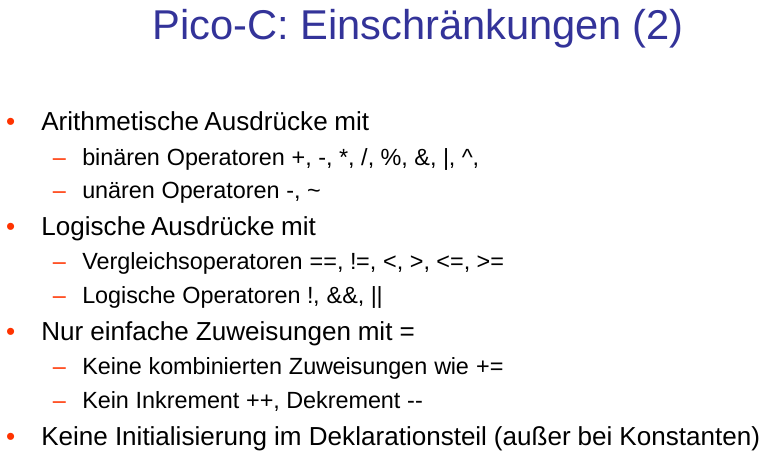 Pico-C: Einschränkungen (2)
• Arithmetische Ausdrücke mit
– binären Operatoren +, -, *, /, %, &, |, ^,
– unären Operatoren -, ~
• Logische Ausdrücke mit
– Vergleichsoperatoren ==, !=, <, >, <=, >=
– Logische Operatoren !, &&, ||
• Nur einfache Zuweisungen mit =
– Keine kombinierten Zuweisungen wie +=
– Kein Inkrement ++, Dekrement --
• Keine Initialisierung im Deklarationsteil (außer bei Konstanten)